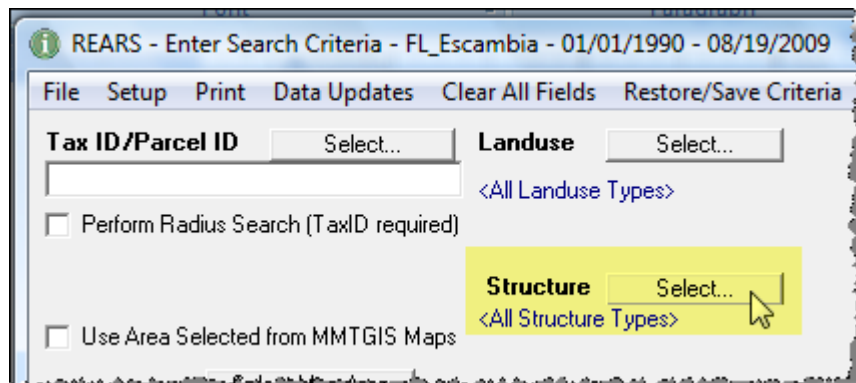 REARS - Enter Search Criteria - FL_Escambia - 01/01/1990 - 08/19/2009
File Setup Print Data Updates Clear All Fields Restore/Save Criteria
Tax ID/Parcel ID Select... Landuse Select...
<All Landuse Types>
Perform Radius Search (TaxID required)
Structure Select...
<All Structure Types>
Use Area Selected from MMTGIS Maps